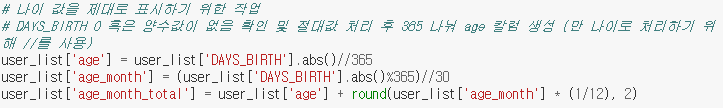 # 나이 값을 제대로 표시하기 위한 작업
# DAYS_BIRTH 0 혹은 양수값이 없음 확인 및 절대값 처리 후 365 나눠 age 칼럼 생성 (만 나이로 처리하기 위
해 //를 사용)
user_list['age'] = user_list['DAYS_BIRTH'].abs()//365
user_list['age_month'] = (user_list['DAYS_BIRTH'].abs()%365)//30
user_list['age_month_total'] = user_list['age'] + round(user_list['age_month'] * (1/12), 2)